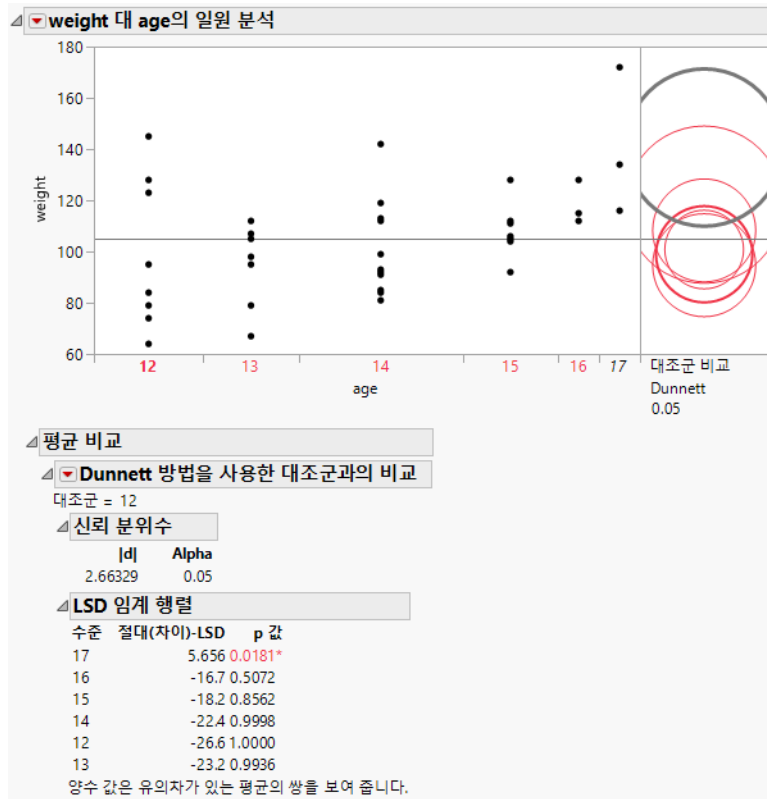 weight 대 age의 일원 분석
180
160
140
120
100
80
60
weight
12 13 14 15 16 17
age
대조군 비교
Dunnett
0.05
평균 비교
Dunnett 방법을 사용한 대조군과의 비교
대조군 = 12
신뢰 분위수
|d| Alpha
2.66329 0.05
LSD 임계 행렬
수준 절대(차이)-LSD p 값
17 5.656 0.0181*
16 -16.7 0.5072
15 -18.2 0.8562
14 -22.4 0.9998
12 -26.6 1.0000
13 -23.2 0.9936
양수 값은 유의차가 있는 평균의 쌍을 보여 줍니다.